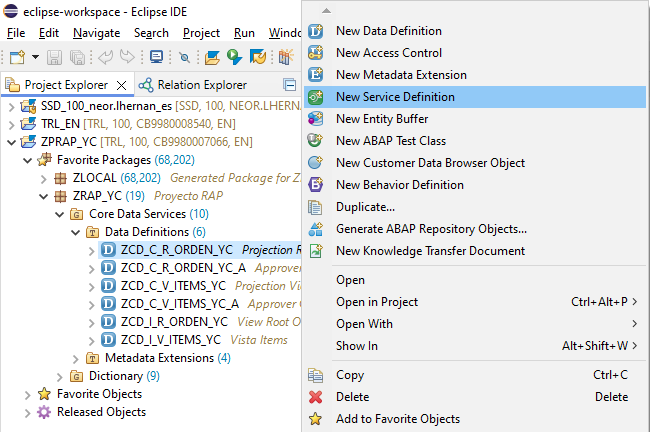 eclipse-workspace - Eclipse IDE
File Edit Navigate Search Project Run
Project Explorer Relation Explorer
SSD_100_neor.lhernan_es [SSD, 100, NEOR.LHERN
TRL_EN [TRL, 100, CB9980008540, EN]
ZPRAP_YC [TRL, 100, CB9980007066, EN]
Favorite Packages (68,202)
ZLOCAL (68,202) Generated Package for Z
ZRAP_YC (19) Proyecto RAP
Core Data Services (10)
Data Definitions (6)
ZCD_C_R_ORDEN_YC Projection R
ZCD_C_R_ORDEN_YC_A Approver
ZCD_C_V_ITEMS_YC Projection Vi
ZCD_C_V_ITEMS_YC_A Approver
ZCD_I_R_ORDEN_YC View Root O
ZCD_I_V_ITEMS_YC Vista Items
Metadata Extensions (4)
Dictionary (9)
Favorite Objects
Released Objects
New Data Definition
New Access Control
New Metadata Extension
New Service Definition
New Entity Buffer
New ABAP Test Class
New Customer Data Browser Object
New Behavior Definition
Duplicate...
Generate ABAP Repository Objects...
New Knowledge Transfer Document
Open
Open in Project Ctrl+Alt+P >
Open With >
Show In Alt+Shift+W >
Copy Ctrl+C
Delete Delete
Add to Favorite Objects